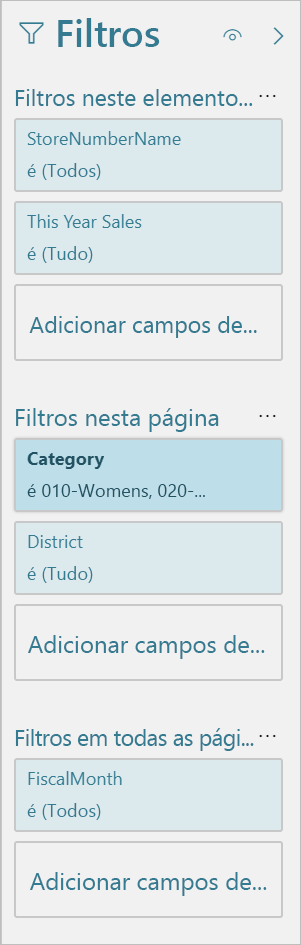 Filtros
Filtros neste elemento...
StoreNumberName
é (Todos)
This Year Sales
é (Tudo)
Adicionar campos de...
Filtros nesta página
Category
é 010-Womens, 020-...
District
é (Tudo)
Adicionar campos de...
Filtros em todas as pági...
FiscalMonth
é (Todos)
Adicionar campos de...